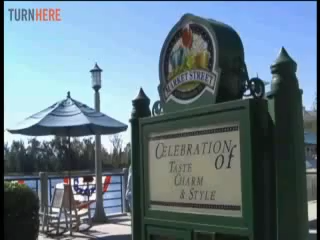 TURNHERE
MARKET STREET
CELEBRATION of
TASTE
CHARM
& STYLE